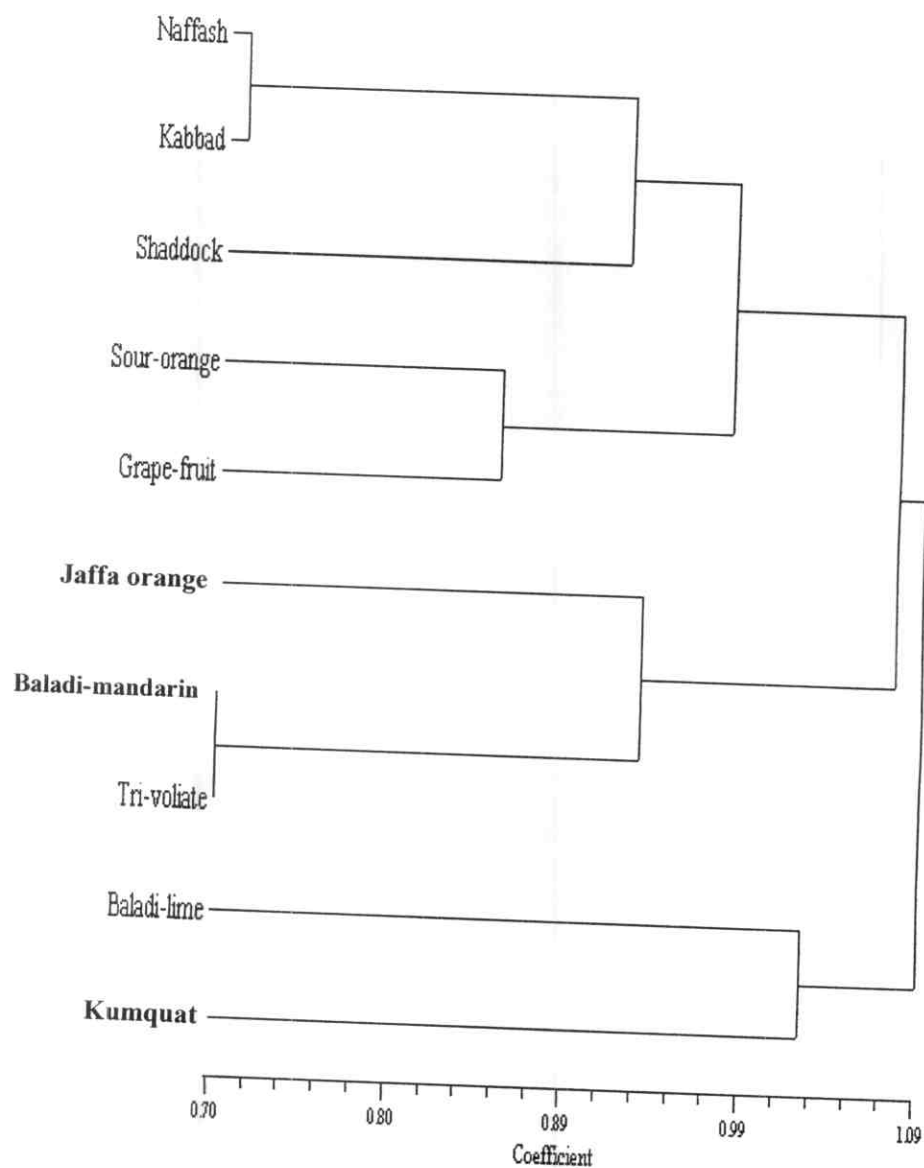 Naffash
Kabbad
Shaddock
Sour-orange
Grape-fruit
Jaffa orange
Baladi-mandarin
Tri-voliate
Baladi-lime
Kumquat
0.70 0.80 0.89 0.99 1.09
Coefficient